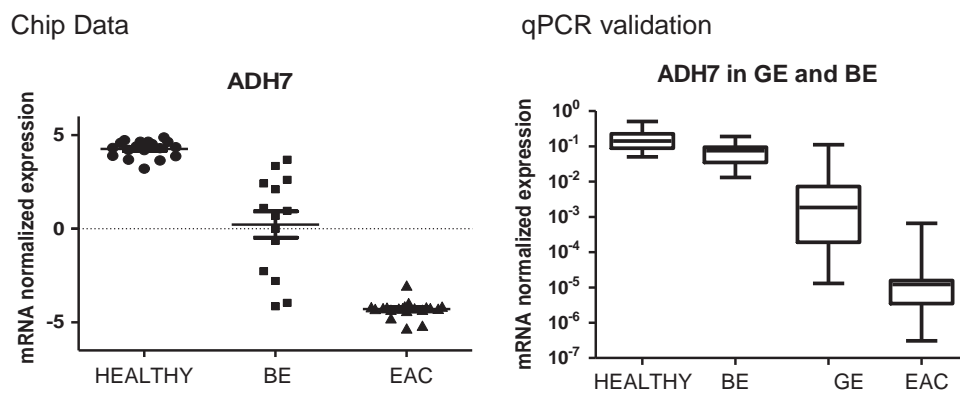 Chip Data
ADH7
mRNA normalized expression
5
0
-5
HEALTHY BE EAC
qPCR validation
ADH7 in GE and BE
mRNA normalized expression
10⁰
10⁻¹
10⁻²
10⁻³
10⁻⁴
10⁻⁵
10⁻⁶
10⁻⁷
HEALTHY BE GE EAC